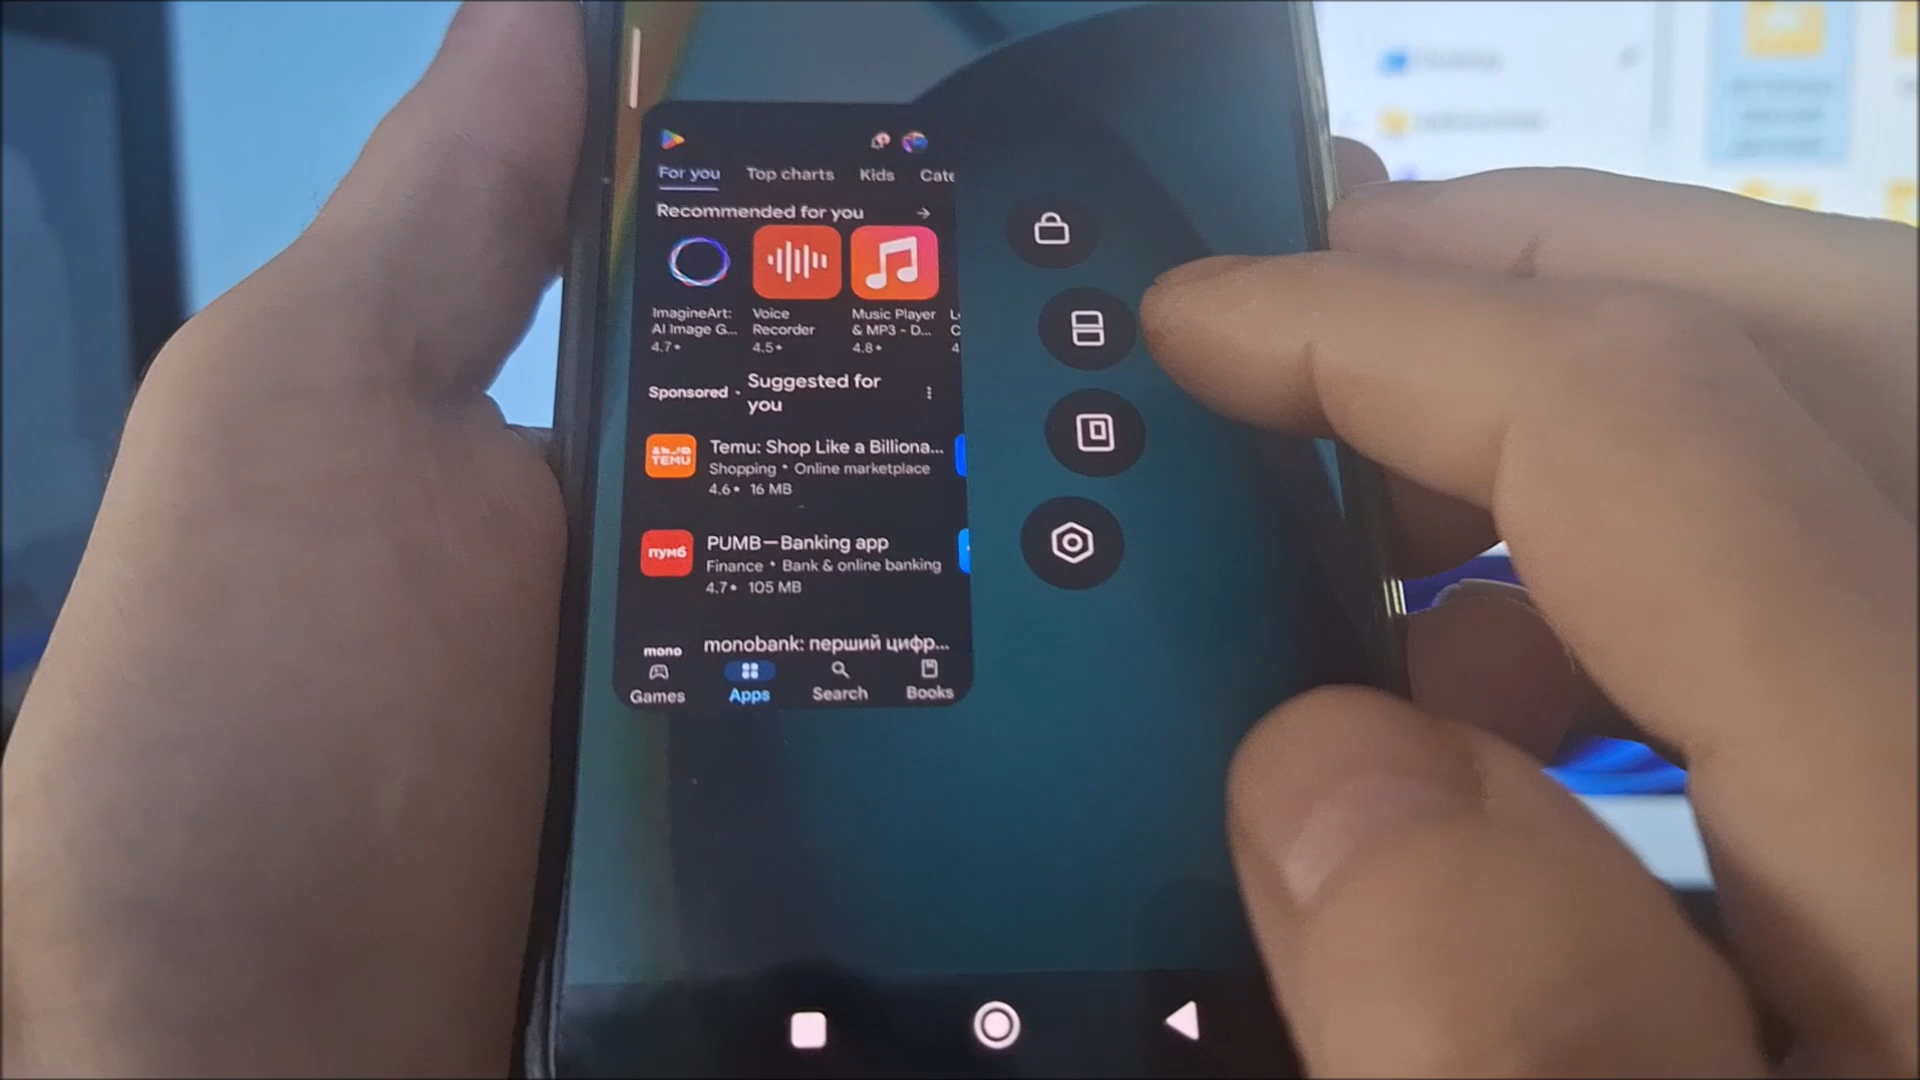 For you Top charts Kids Cate
Recommended for you
ImagineArt: Voice Music Player
AI Image G... Recorder & MP3 - D...
4.7 4.5 4.8 4
Sponsored • Suggested for
you
TEMU
Temu: Shop Like a Billiona...
Shopping • Online marketplace
4.6 16 MB
пумб
PUMB—Banking app
Finance • Bank & online banking
4.7 105 MB
mono
monobank: перший цифр...
Games Apps Search Books